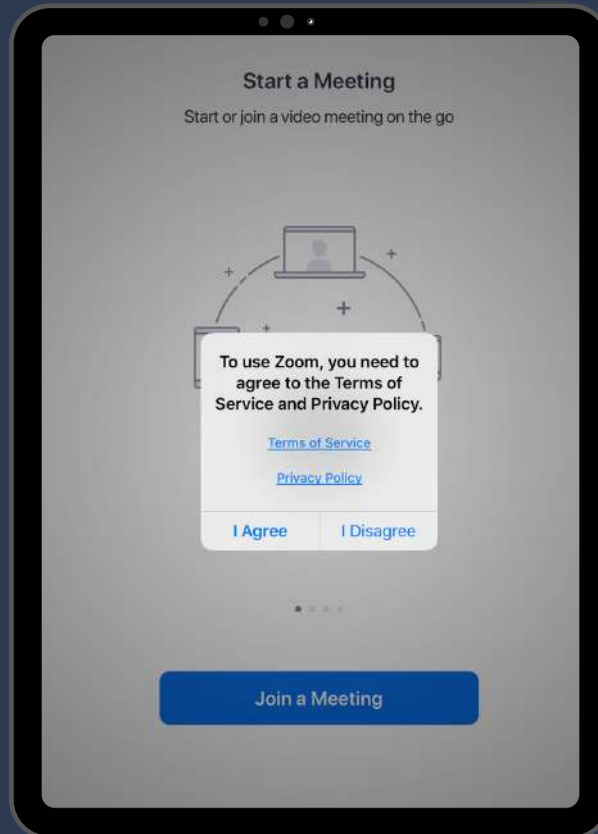 Start a Meeting
Start or join a video meeting on the go
To use Zoom, you need to
agree to the Terms of
Service and Privacy Policy.
Terms of Service
Privacy Policy
I Agree
I Disagree
Join a Meeting